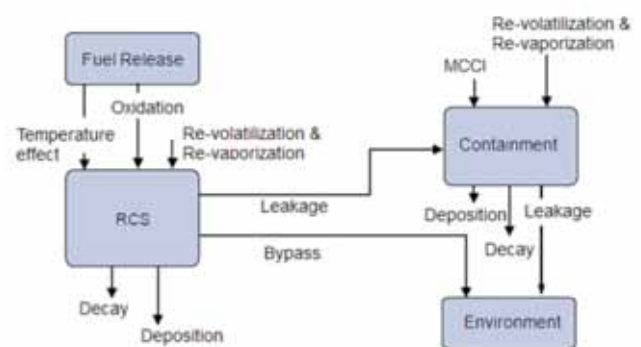 Fuel Release
Oxidation
Temperature
effect
Re-volatilization &
Re-vaporization
RCS
Leakage
Bypass
Decay
Deposition
Re-volatilization &
Re-vaporization
MCCI
Containment
Deposition
Leakage
Decay
Environment